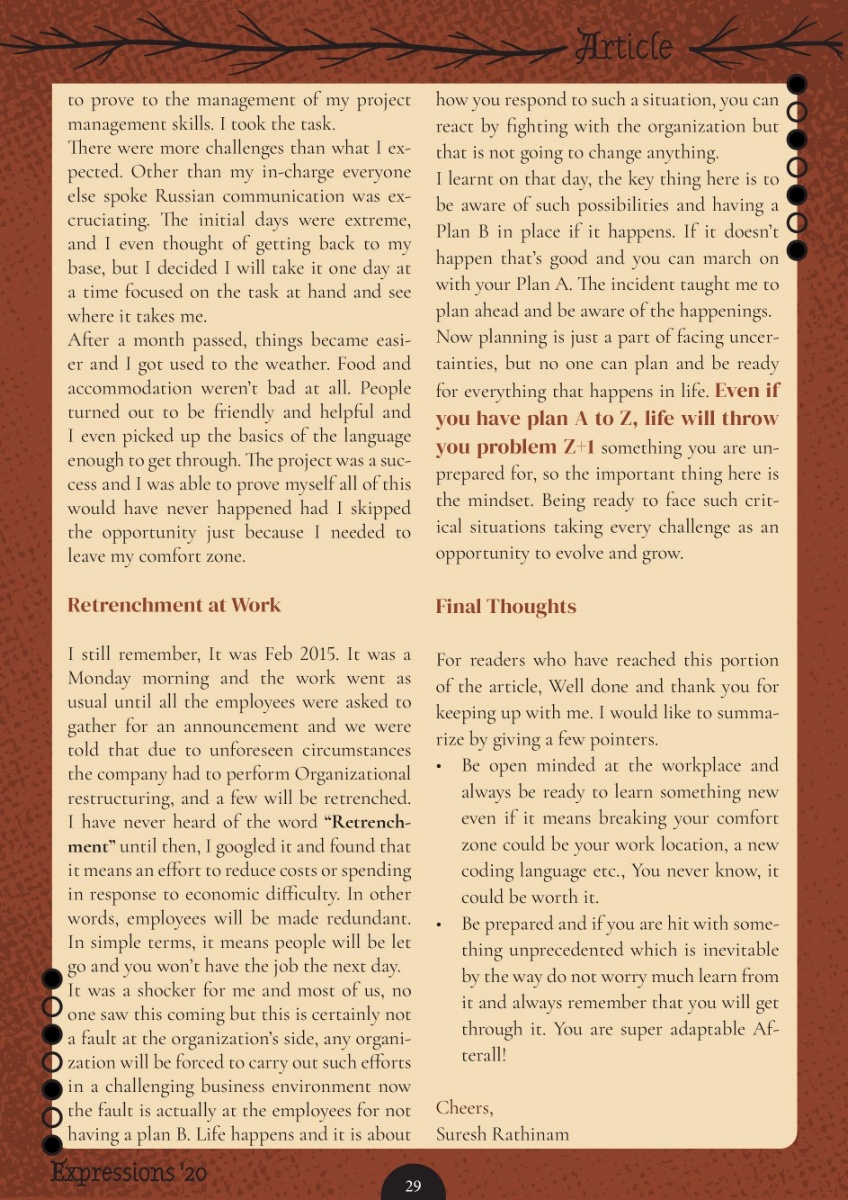 Article
to prove to the management of my project
management skills. I took the task.
There were more challenges than what I ex-
pected. Other than my in-charge everyone
else spoke Russian communication was ex-
cruciating. The initial days were extreme,
and I even thought of getting back to my
base, but I decided I will take it one day at
a time focused on the task at hand and see
where it takes me.
After a month passed, things became easi-
er and I got used to the weather. Food and
accommodation weren’t bad at all. People
turned out to be friendly and helpful and
I even picked up the basics of the language
enough to get through. The project was a suc-
cess and I was able to prove myself all of this
would have never happened had I skipped
the opportunity just because I needed to
leave my comfort zone.
Retrenchment at Work
I still remember, It was Feb 2015. It was a
Monday morning and the work went as
usual until all the employees were asked to
gather for an announcement and we were
told that due to unforeseen circumstances
the company had to perform Organizational
restructuring, and a few will be retrenched.
I have never heard of the word “Retrench-
ment” until then, I googled it and found that
it means an effort to reduce costs or spending
in response to economic difficulty. In other
words, employees will be made redundant.
In simple terms, it means people will be let
go and you won’t have the job the next day.
It was a shocker for me and most of us, no
one saw this coming but this is certainly not
a fault at the organization’s side, any organi-
zation will be forced to carry out such efforts
in a challenging business environment now
the fault is actually at the employees for not
having a plan B. Life happens and it is about
how you respond to such a situation, you can
react by fighting with the organization but
that is not going to change anything.
I learnt on that day, the key thing here is to
be aware of such possibilities and having a
Plan B in place if it happens. If it doesn’t
happen that’s good and you can march on
with your Plan A. The incident taught me to
plan ahead and be aware of the happenings.
Now planning is just a part of facing uncer-
tainties, but no one can plan and be ready
for everything that happens in life. Even if
you have plan A to Z, life will throw
you problem Z+1 something you are un-
prepared for, so the important thing here is
the mindset. Being ready to face such crit-
ical situations taking every challenge as an
opportunity to evolve and grow.
Final Thoughts
For readers who have reached this portion
of the article, Well done and thank you for
keeping up with me. I would like to summa-
rize by giving a few pointers.
• Be open minded at the workplace and
always be ready to learn something new
even if it means breaking your comfort
zone could be your work location, a new
coding language etc., You never know, it
could be worth it.
• Be prepared and if you are hit with some-
thing unprecedented which is inevitable
by the way do not worry much learn from
it and always remember that you will get
through it. You are super adaptable Af-
terall!
Cheers,
Suresh Rathinam
Expressions '20
29